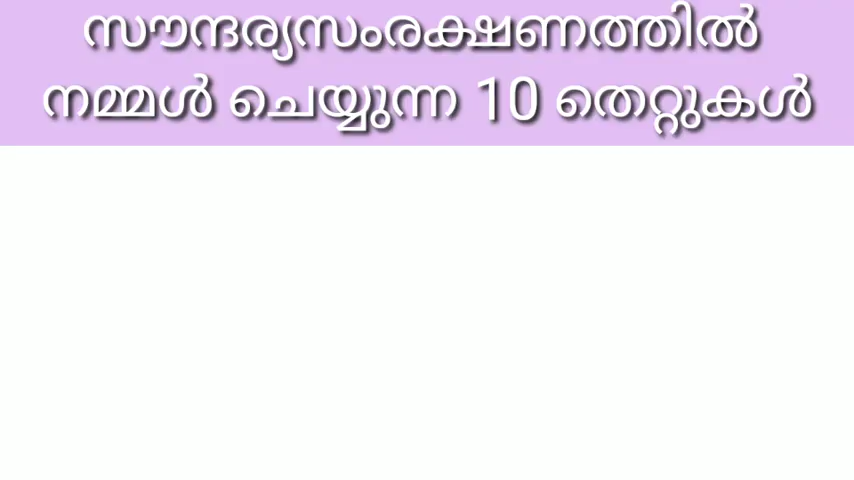 സൗന്ദര്യസംരക്ഷണത്തിൽ
നമ്മൾ ചെയ്യുന്ന 10 തെറ്റുകൾ